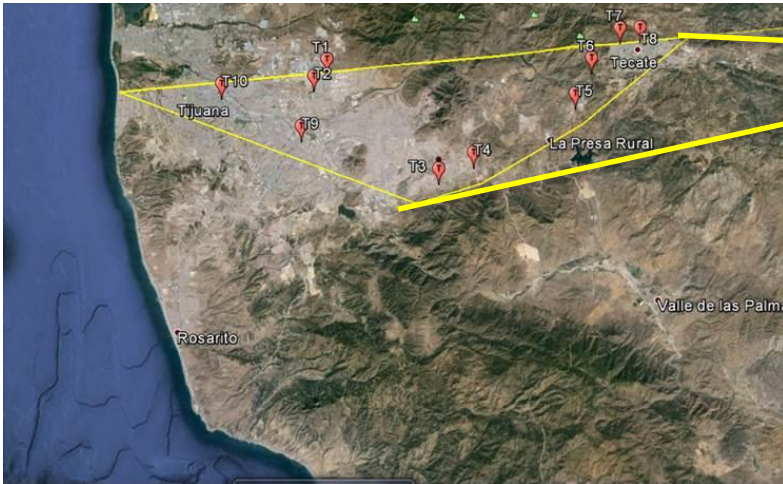 T7
T8
T1
T6
Tecate
T2
T10
T5
Tijuana
T9
La Presa Rural
T4
T3
Valle de las Palma
Rosarito